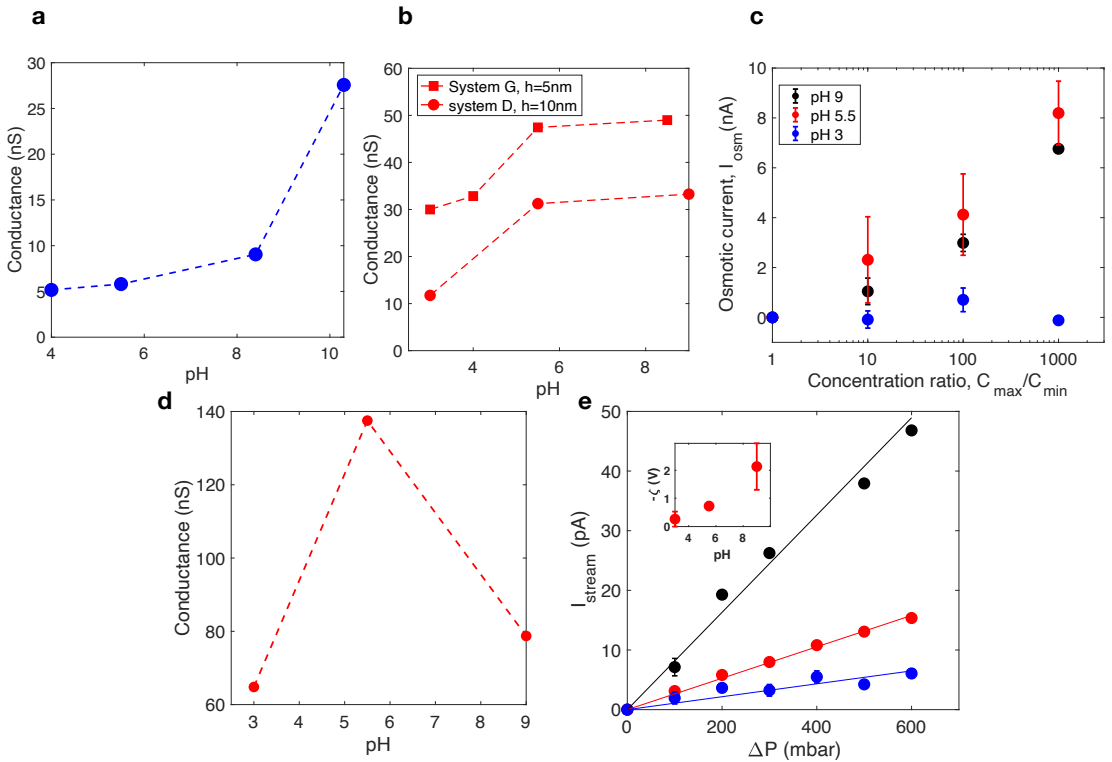 a
30
25
20
15
10
5
0
Conductance (nS)
4
6
8
10
pH
b
60
50
40
30
20
10
0
Conductance (nS)
System G, h=5nm
system D, h=10nm
4
6
8
pH
c
10
8
6
4
2
0
Osmotic current, I_osm (nA)
pH 9
pH 5.5
pH 3
1
10
100
1000
Concentration ratio, C_max/C_min
d
140
120
100
80
60
Conductance (nS)
3
4
5
6
7
8
9
pH
e
50
40
30
20
10
0
I_stream (pA)
2
1
0
-ζ (V)
4
6
8
pH
0
200
400
600
ΔP (mbar)